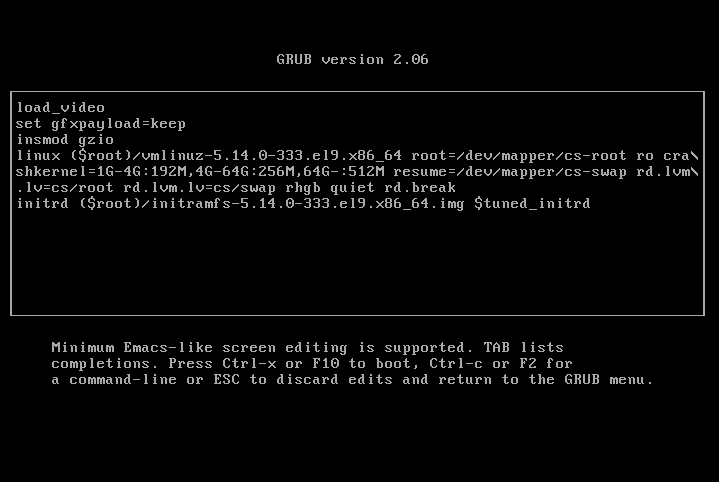 GRUB version 2.06
load_video
set gfxpayload=keep
insmod gzio
linux ($root)/vmlinuz-5.14.0-333.el9.x86_64 root=/dev/mapper/cs-root ro cra\
shkernel=1G-4G:192M,4G-64G:256M,64G-:512M resume=/dev/mapper/cs-swap rd.lvm\
.lv=cs/root rd.lvm.lv=cs/swap rhgb quiet rd.break
initrd ($root)/initramfs-5.14.0-333.el9.x86_64.img $tuned_initrd
Minimum Emacs-like screen editing is supported. TAB lists
completions. Press Ctrl-x or F10 to boot, Ctrl-c or F2 for
a command-line or ESC to discard edits and return to the GRUB menu.